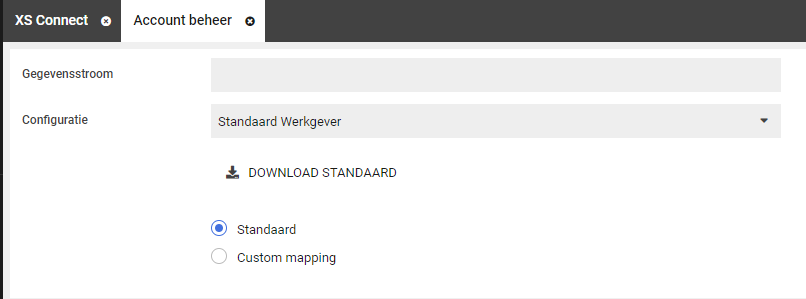 XS Connect Account beheer
Gegevensstroom
Configuratie Standaard Werkgever
DOWNLOAD STANDAARD
Standaard
Custom mapping